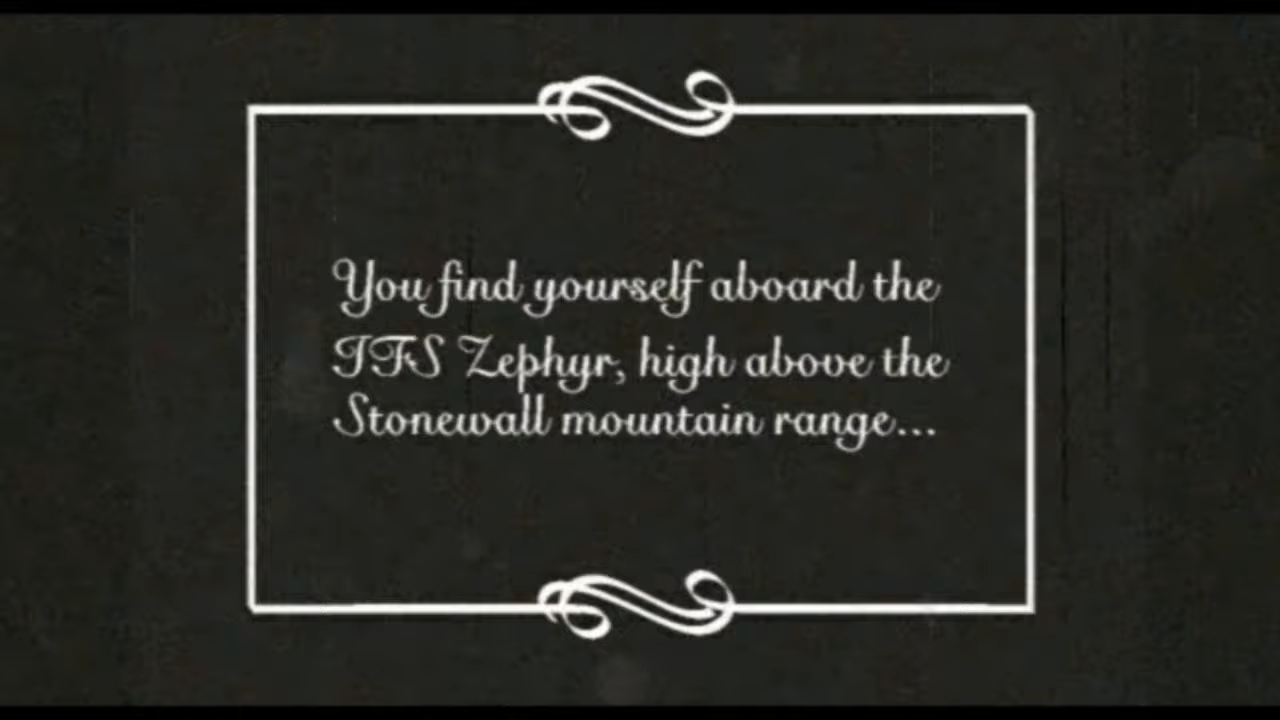 You find yourself aboard the
IFS Zephyr, high above the
Stonewall mountain range...